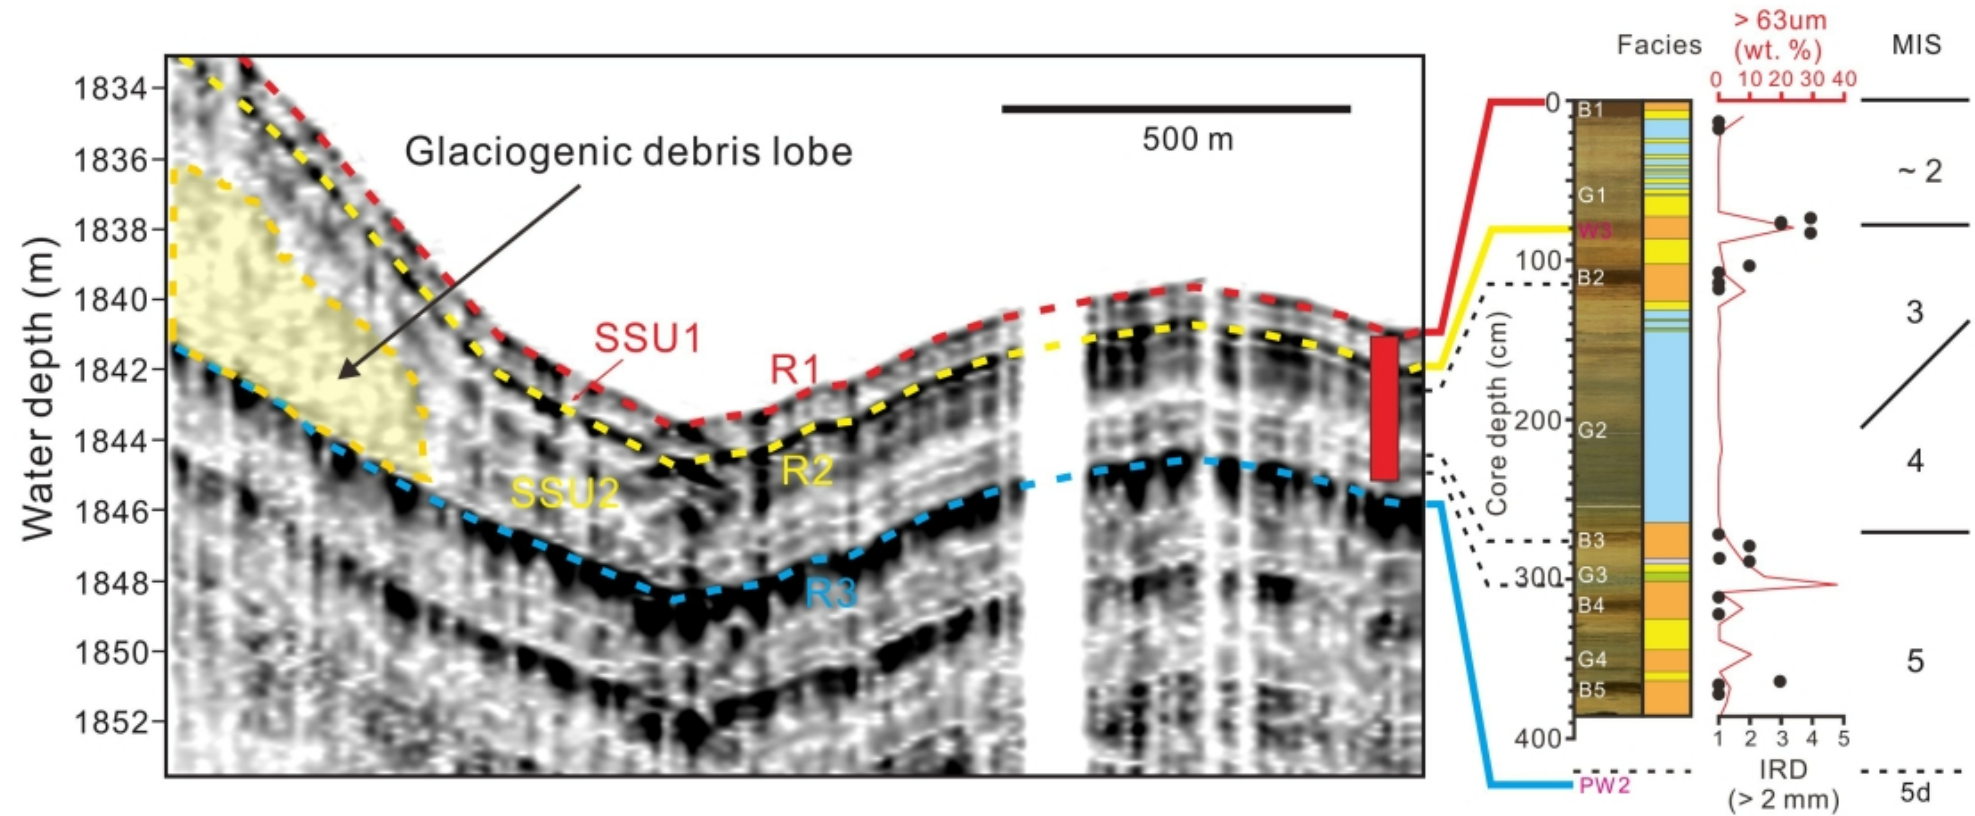 Water depth (m)
1834
1836
1838
1840
1842
1844
1846
1848
1850
1852
Glaciogenic debris lobe
500 m
SSU1
R1
R2
SSU2
R3
Core depth (cm)
0
100
200
300
400
Facies
B1
G1
W3
B2
G2
B3
G3
B4
G4
B5
PW2
> 63um
(wt. %)
0 10 20 30 40
1 2 3 4 5
IRD
(> 2 mm)
MIS
~ 2
3
4
5
5d